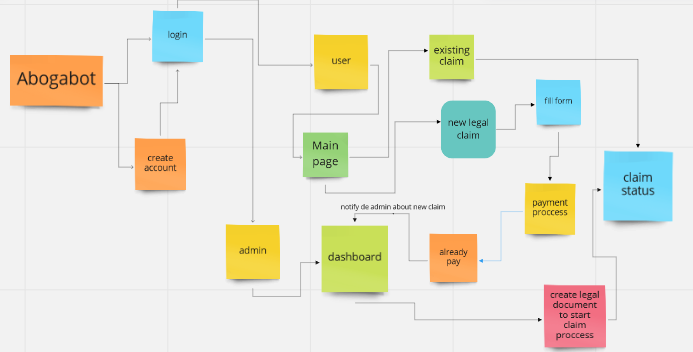 Abogabot
login
create
account
user
existing
claim
Main
page
new legal
claim
fill form
claim
status
payment
proccess
notify de admin about new claim
admin
dashboard
already
pay
create legal
document
to start
claim
proccess